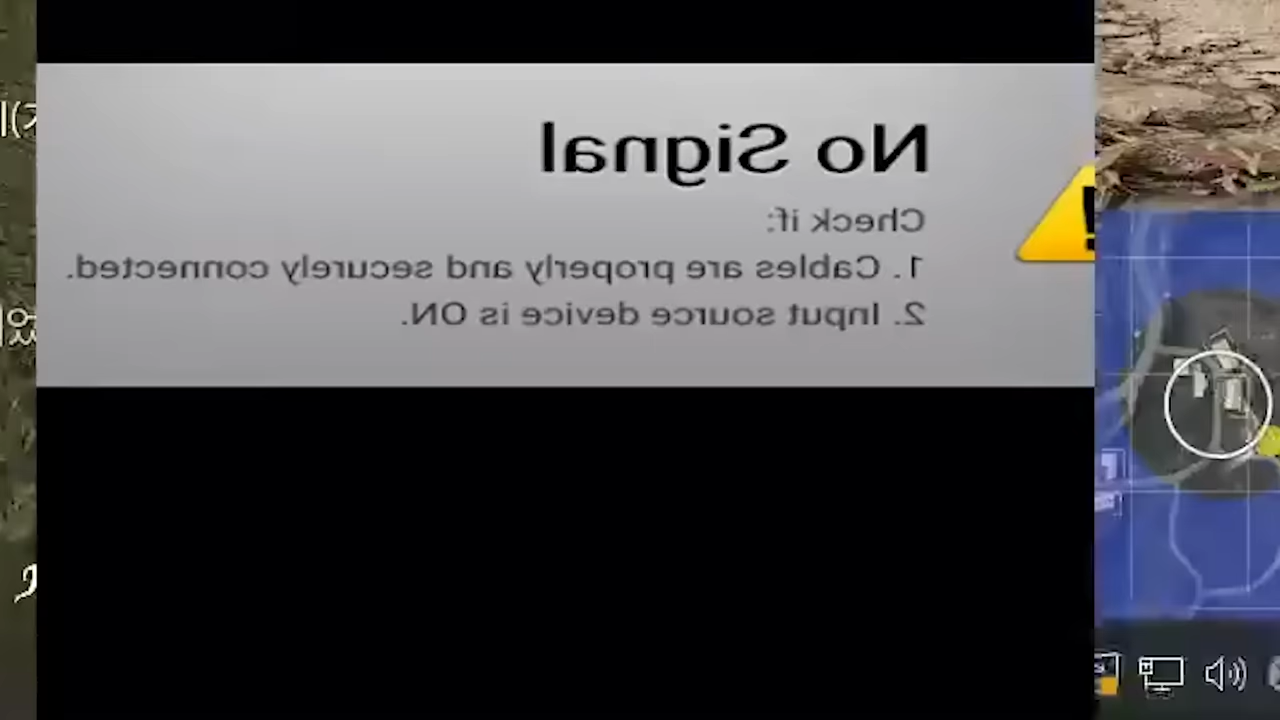 No Signal
Check if:
1. Cables are properly and securely connected.
2. Input source device is ON.